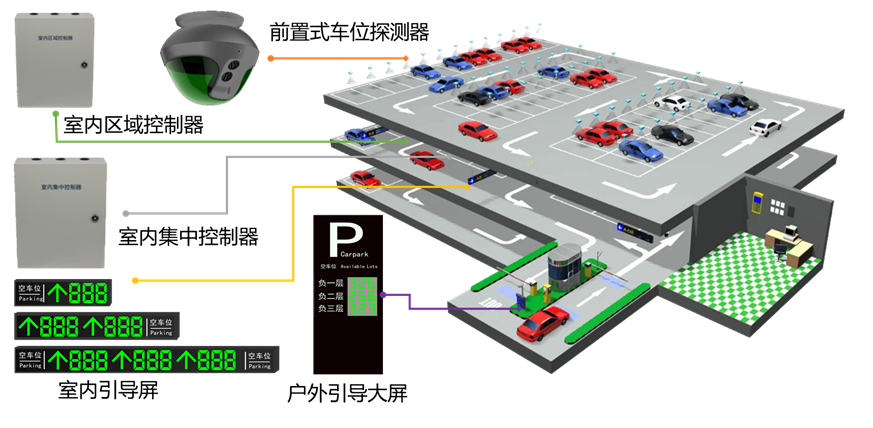 室内区域控制器
前置式车位探测器
室内区域控制器
室内集中控制器
室内集中控制器
P
Carpark
空车位 Available Lots
负一层
负二层
负三层
空车位
Parking
888
888
888
空车位
Parking
空车位
Parking
888
888
888
空车位
Parking
室内引导屏
户外引导大屏